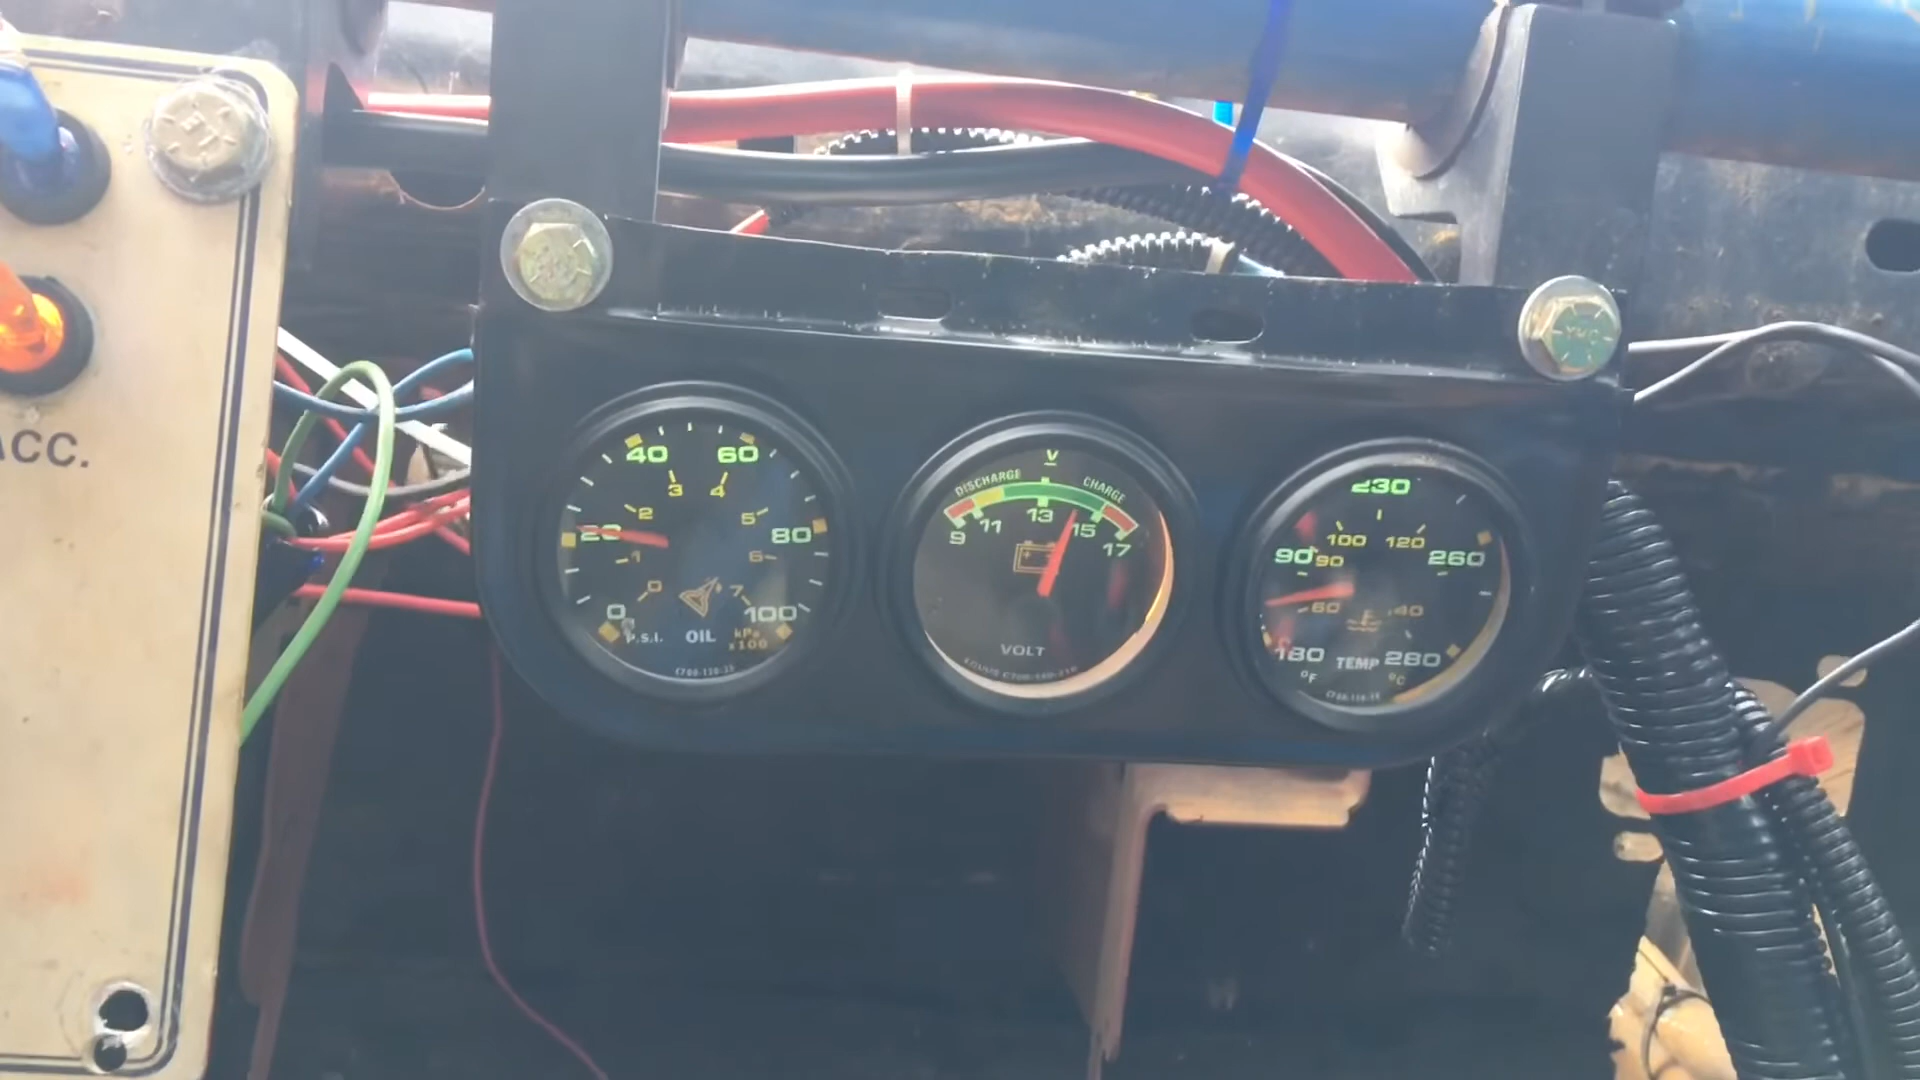 ACC.
40 60
3 4
2 5
20 80
1 6
0 7
0 100
P.S.I. OIL kPa
x100
V
DISCHARGE CHARGE
9 11 13 15 17
VOLT
230
100 120
90 90 260
60 140
180 TEMP 280
°F °C